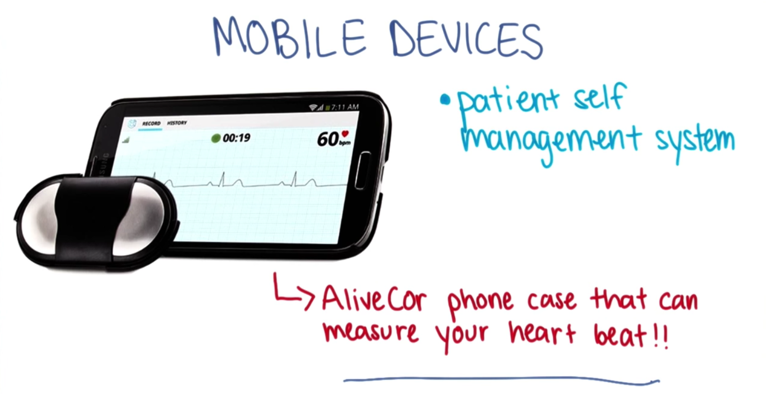 MOBILE DEVICES
• patient self
management system
7:11 AM
RECORD HISTORY
00:19
60 bpm
↳ AliveCor phone case that can
measure your heart beat!!